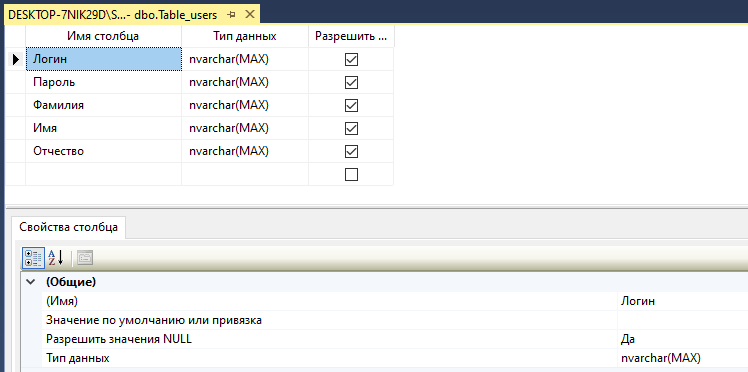 DESKTOP-7NIK29D\S...- dbo.Table_users
Имя столбца Тип данных Разрешить ...
Логин nvarchar(MAX)
Пароль nvarchar(MAX)
Фамилия nvarchar(MAX)
Имя nvarchar(MAX)
Отчество nvarchar(MAX)
Свойства столбца
(Общие)
(Имя) Логин
Значение по умолчанию или привязка
Разрешить значения NULL Да
Тип данных nvarchar(MAX)